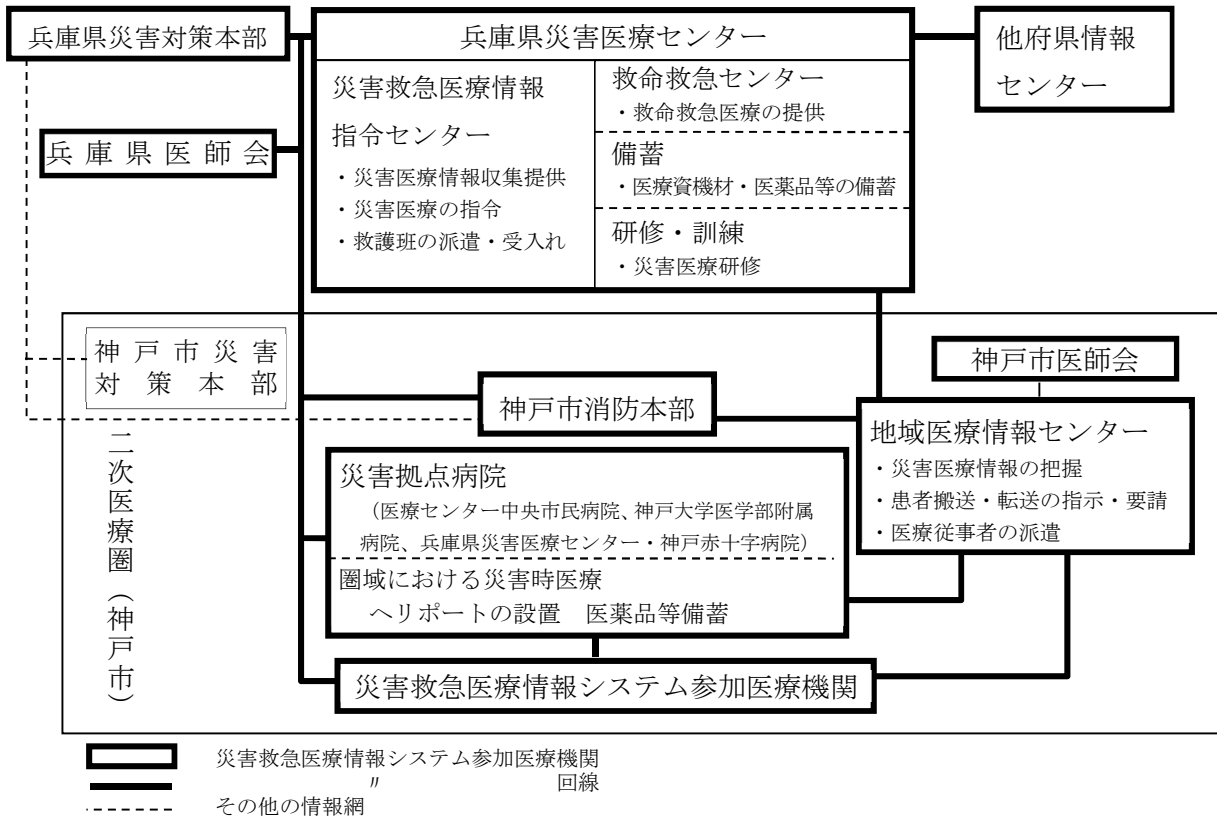 兵庫県災害対策本部
兵庫県災害医療センター
他府県情報
センター
災害救急医療情報
指令センター
・災害医療情報収集提供
・災害医療の指令
・救護班の派遣・受入れ
救命救急センター
・救命救急医療の提供
備蓄
・医療資機材・医薬品等の備蓄
研修・訓練
・災害医療研修
兵庫県医師会
神戸市災害
対策本部
神戸市医師会
神戸市消防本部
地域医療情報センター
・災害医療情報の把握
・患者搬送・転送の指示・要請
・医療従事者の派遣
災害拠点病院
（医療センター中央市民病院、神戸大学医学部附属
病院、兵庫県災害医療センター・神戸赤十字病院）
圏域における災害時医療
ヘリポートの設置　医薬品等備蓄
災害救急医療情報システム参加医療機関
二次医療圏（神戸市）
災害救急医療情報システム参加医療機関
〃　回線
その他の情報網